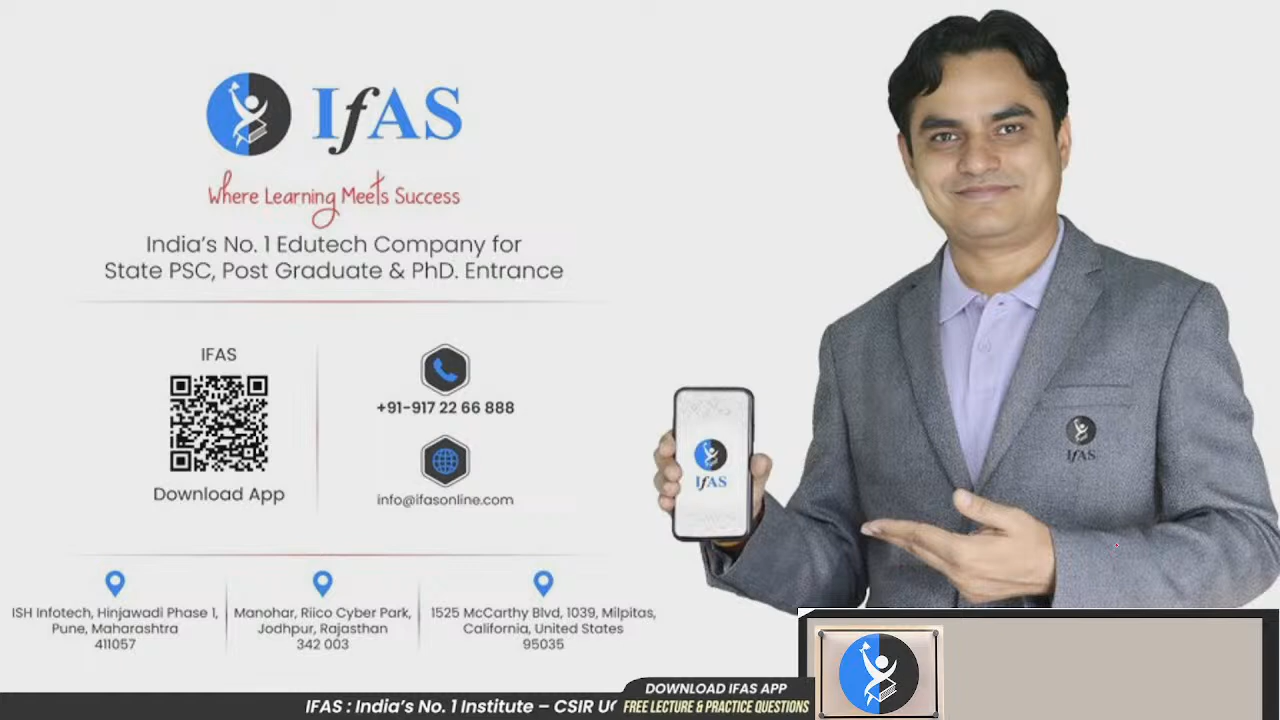 IfAS
Where Learning Meets Success
India's No. 1 Edutech Company for
State PSC, Post Graduate & PhD. Entrance
IFAS
Download App
+91-917 22 66 888
info@ifasonline.com
ISH Infotech, Hinjawadi Phase 1,
Pune, Maharashtra
411057
Manohar, Riico Cyber Park,
Jodhpur, Rajasthan
342 003
1525 McCarthy Blvd, 1039, Milpitas,
California, United States
95035
IfAS
IfAS
DOWNLOAD IFAS APP
FREE LECTURE & PRACTICE QUESTIONS
IFAS : India's No. 1 Institute – CSIR